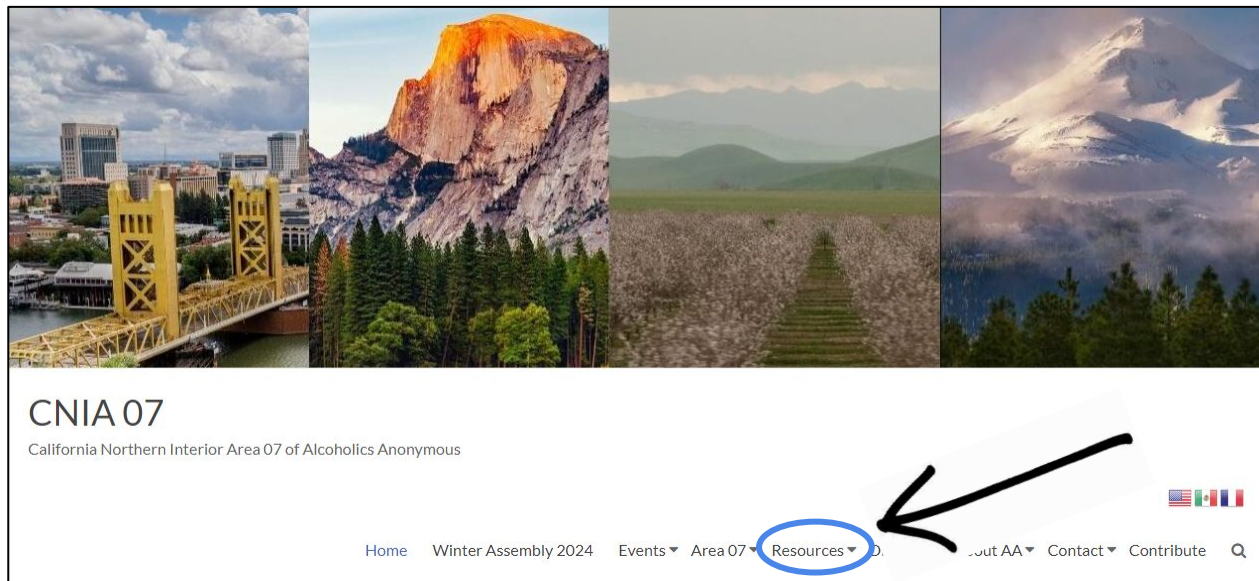 CNIA 07
California Northern Interior Area 07 of Alcoholics Anonymous
Home Winter Assembly 2024 Events Area 07 Resources AA Contact Contribute